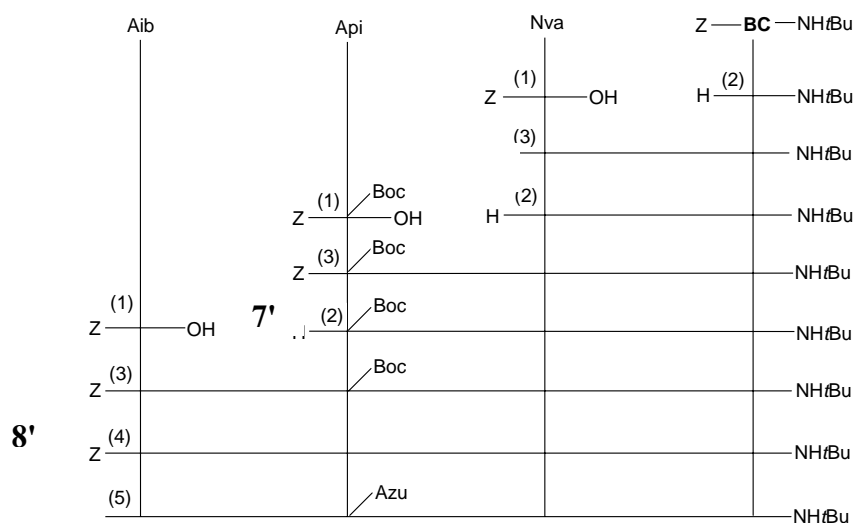 Aib Api Nva Z BC NHtBu
(1) (2)
Z OH H NHtBu
(3) NHtBu
(1) Boc (2)
Z OH H NHtBu
(3) Boc
Z NHtBu
(1) 7' (2) Boc
Z OH NHtBu
(3) Boc
Z NHtBu
8' (4)
Z NHtBu
(5) Azu
NHtBu